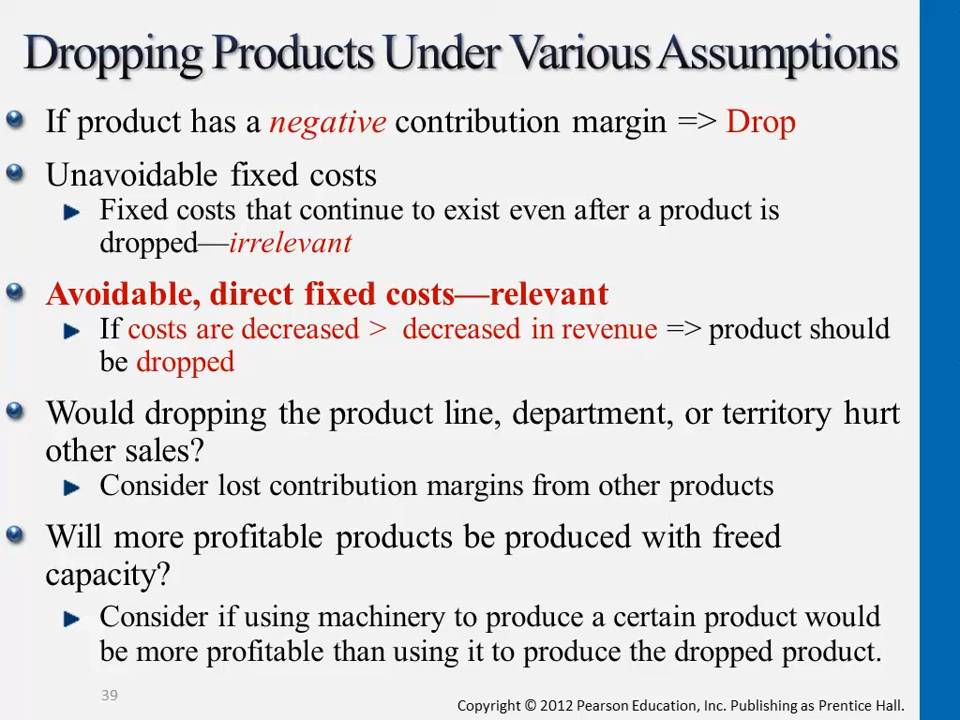 Dropping Products Under Various Assumptions
If product has a negative contribution margin => Drop
Unavoidable fixed costs
Fixed costs that continue to exist even after a product is
dropped—irrelevant
Avoidable, direct fixed costs—relevant
If costs are decreased > decreased in revenue => product should
be dropped
Would dropping the product line, department, or territory hurt
other sales?
Consider lost contribution margins from other products
Will more profitable products be produced with freed
capacity?
Consider if using machinery to produce a certain product would
be more profitable than using it to produce the dropped product.
39
Copyright © 2012 Pearson Education, Inc. Publishing as Prentice Hall.